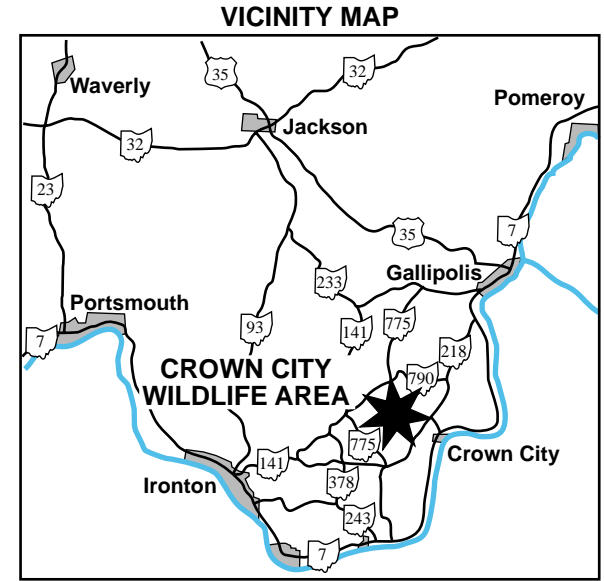 VICINITY MAP
35
32
Waverly
Pomeroy
Jackson
32
23
7
35
Gallipolis
233
Portsmouth
7
93
141
775
218
CROWN CITY
WILDLIFE AREA
790
775
Crown City
141
Ironton
378
243
7